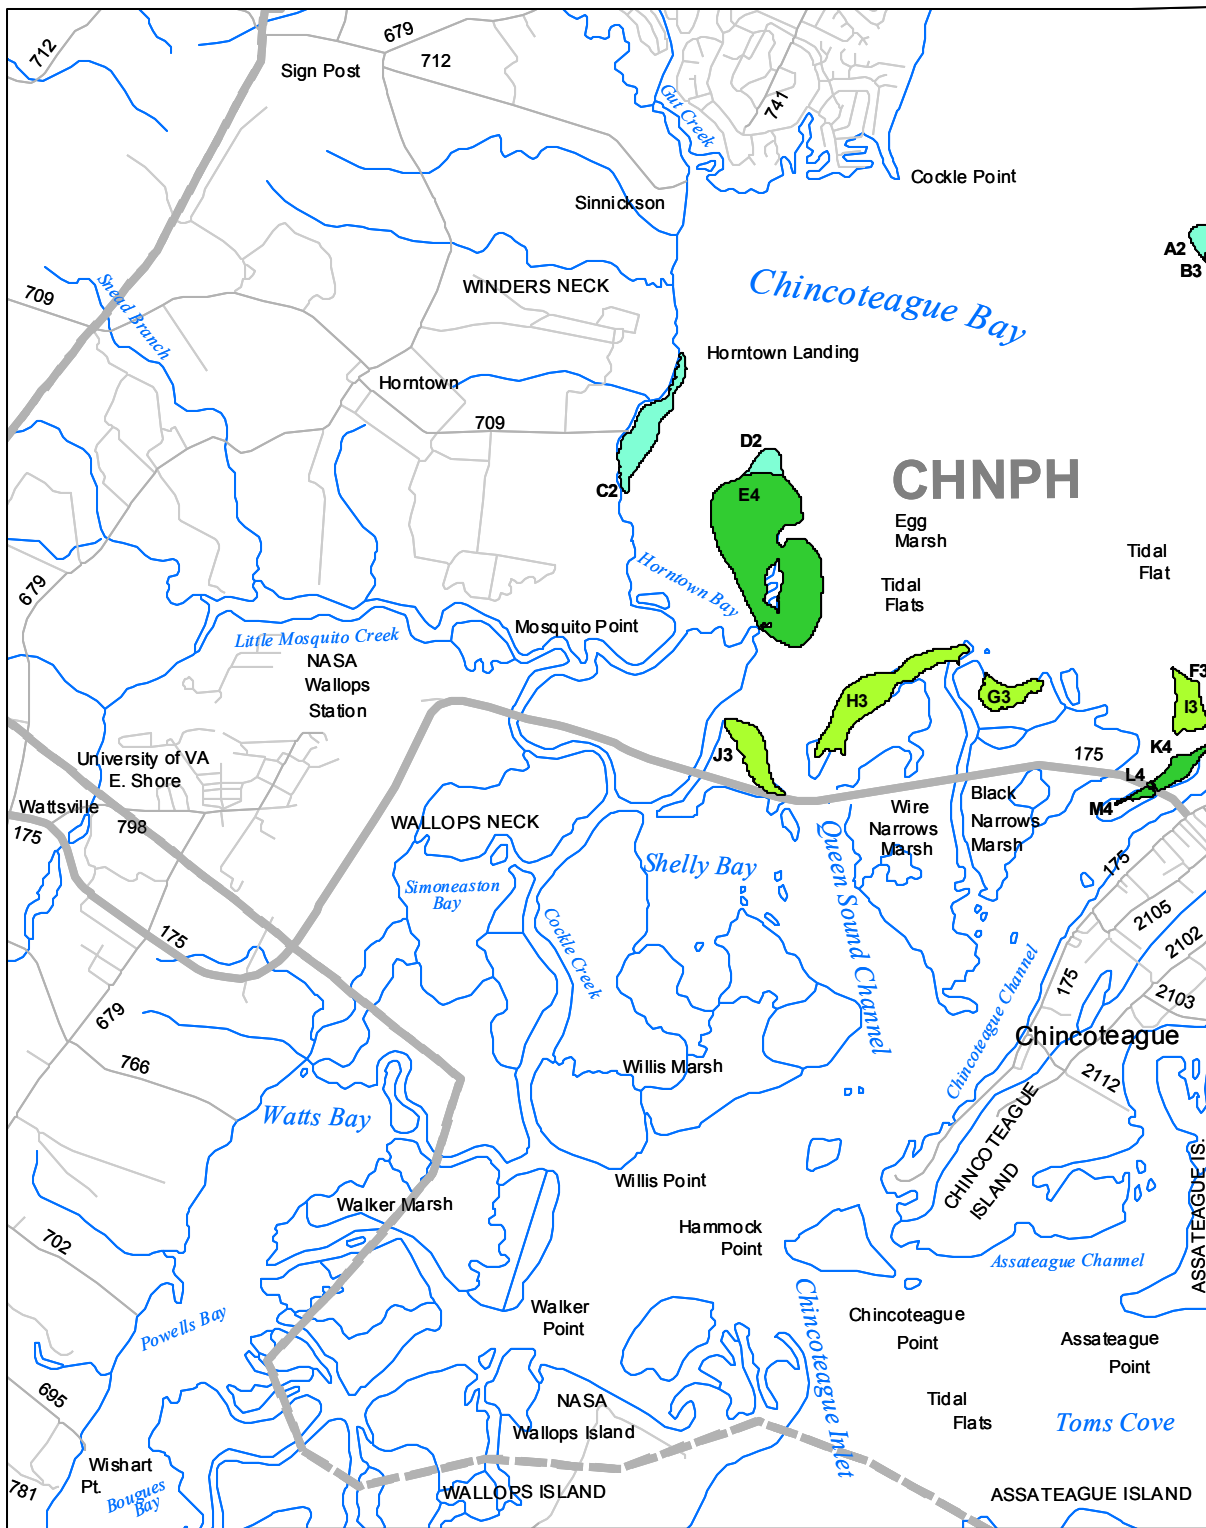 679
712
712
Sign Post
Gut Creek
741
Cockle Point
Sinnickson
A2
B3
WINDERS NECK
Chincoteague Bay
709
Snead Branch
Horntown Landing
Horntown
709
D2
CHNPH
C2
E4
Egg
Marsh
Tidal
Flat
Horntown Bay
Tidal
Flats
679
Little Mosquito Creek
Mosquito Point
NASA
Wallops
Station
F3
H3
G3
I3
J3
175
K4
University of VA
E. Shore
L4
M4
Wattsville
175
798
WALLOPS NECK
Wire
Narrows
Marsh
Black
Narrows
Marsh
Shelly Bay
Queen Sound Channel
175
Simoneaston
Bay
Cockle Creek
2105
2102
175
Chincoteague Channel
175
2103
679
Chincoteague
766
Willis Marsh
2112
Watts Bay
CHINCOTEAGUE
ISLAND
ASSATEAGUE IS.
Willis Point
Walker Marsh
Hammock
Point
702
Assateague Channel
Powells Bay
Walker
Point
Chincoteague Inlet
Chincoteague
Point
Assateague
Point
695
NASA
Wallops Island
Tidal
Flats
Toms Cove
Wishart
Pt.
781
Bougues
Bay
WALLOPS ISLAND
ASSATEAGUE ISLAND